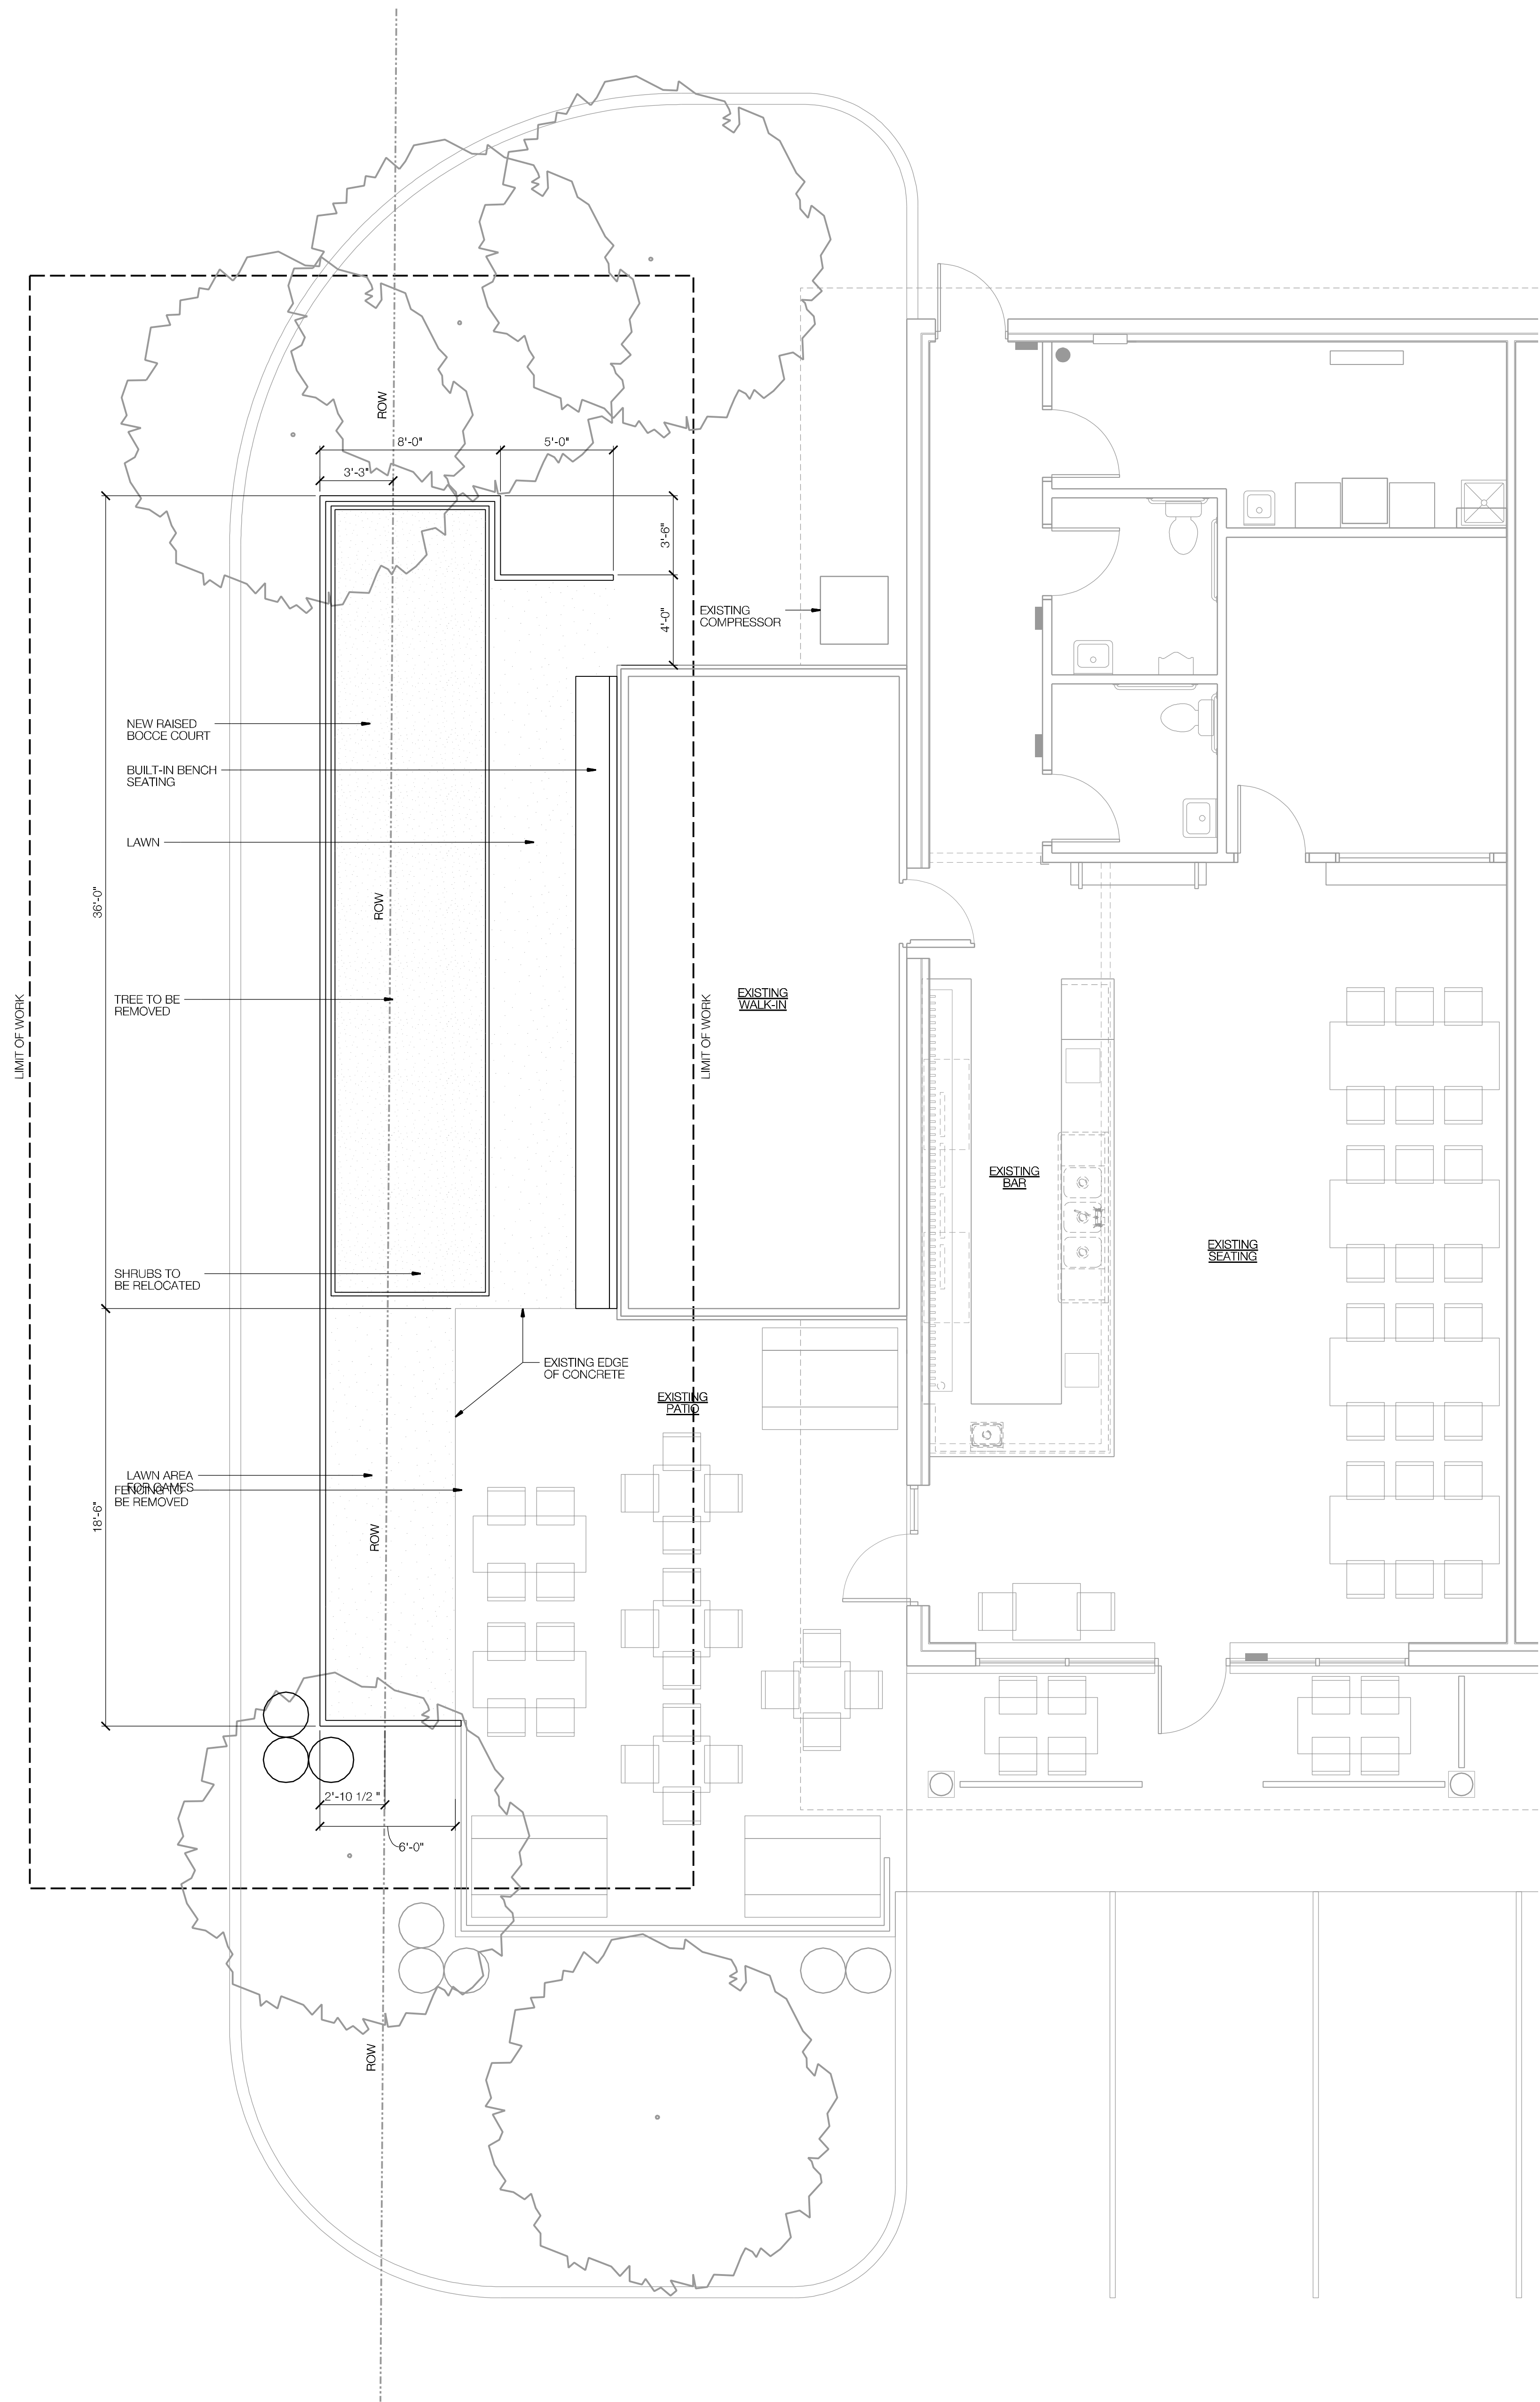 ROW
8'-0"
5'-0"
3'-3"
3'-6"
4'-0"
EXISTING
COMPRESSOR
NEW RAISED
BOCCE COURT
BUILT-IN BENCH
SEATING
LAWN
36'-0"
ROW
LIMIT OF WORK
TREE TO BE
REMOVED
LIMIT OF WORK
EXISTING
WALK-IN
EXISTING
BAR
EXISTING
SEATING
SHRUBS TO
BE RELOCATED
EXISTING EDGE
OF CONCRETE
EXISTING
PATIO
LAWN AREA
FOR GAMES
FENCING TO
BE REMOVED
18'-6"
ROW
2'-10 1/2 "
6'-0"
ROW